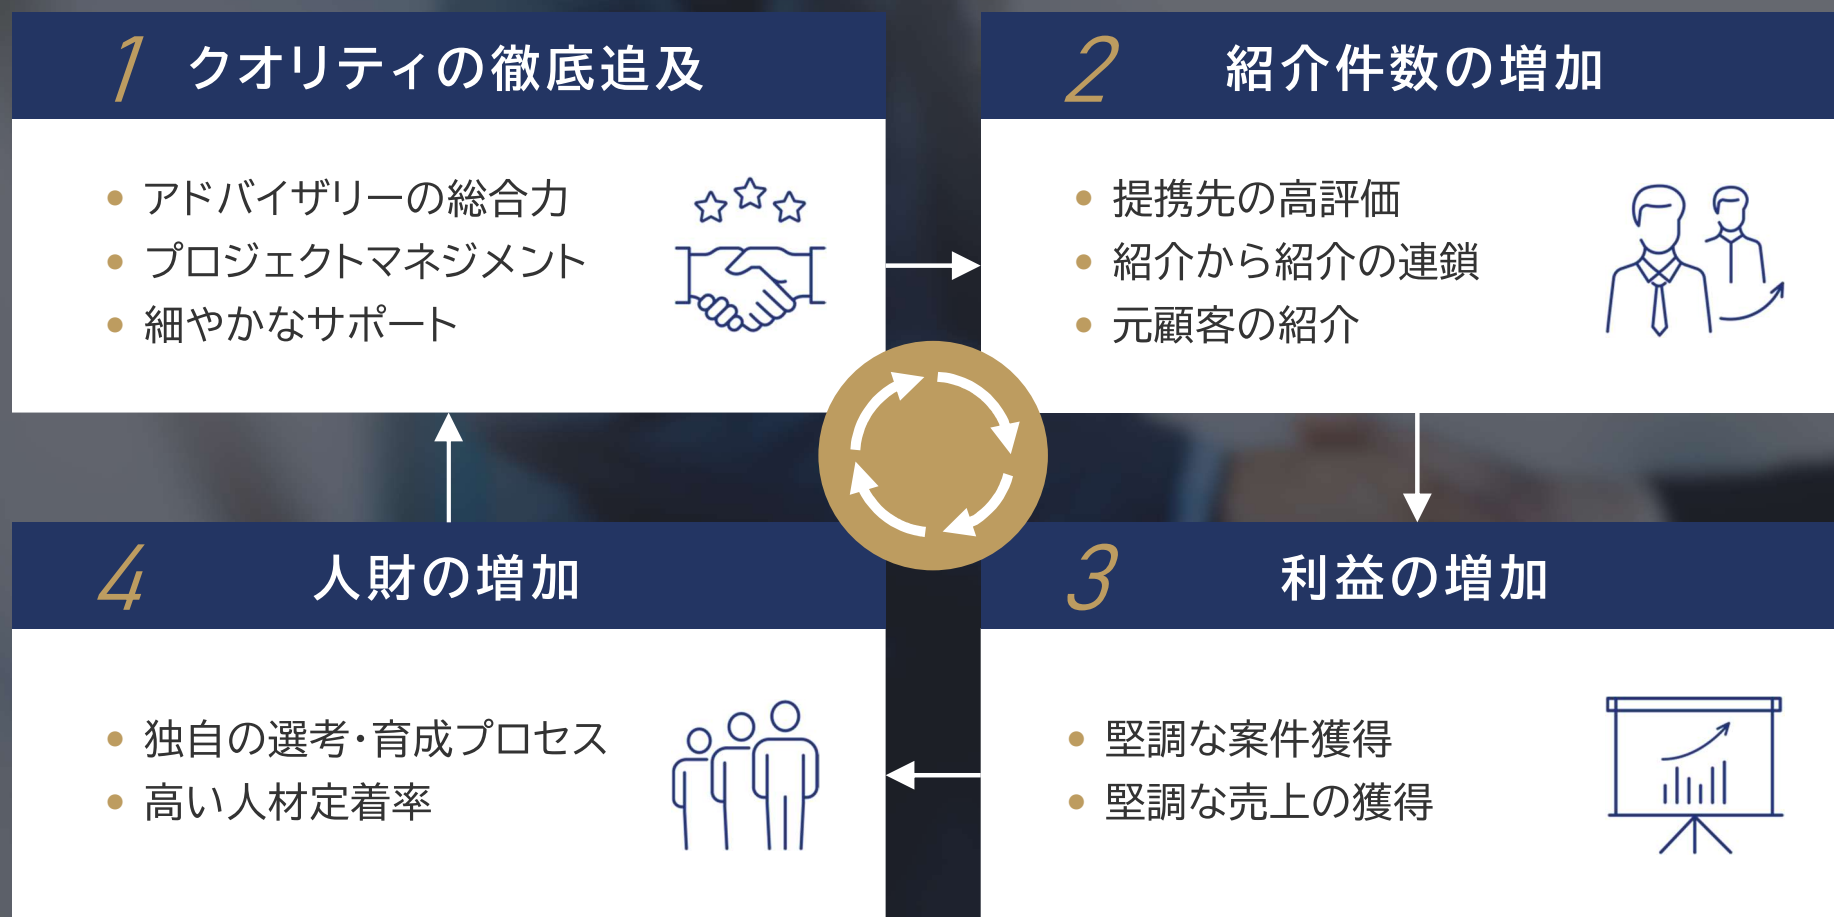 1 クオリティの徹底追及
アドバイザリーの総合力
プロジェクトマネジメント
細やかなサポート
2 紹介件数の増加
提携先の高評価
紹介から紹介の連鎖
元顧客の紹介
3 利益の増加
堅調な案件獲得
堅調な売上の獲得
4 人財の増加
独自の選考・育成プロセス
高い人材定着率